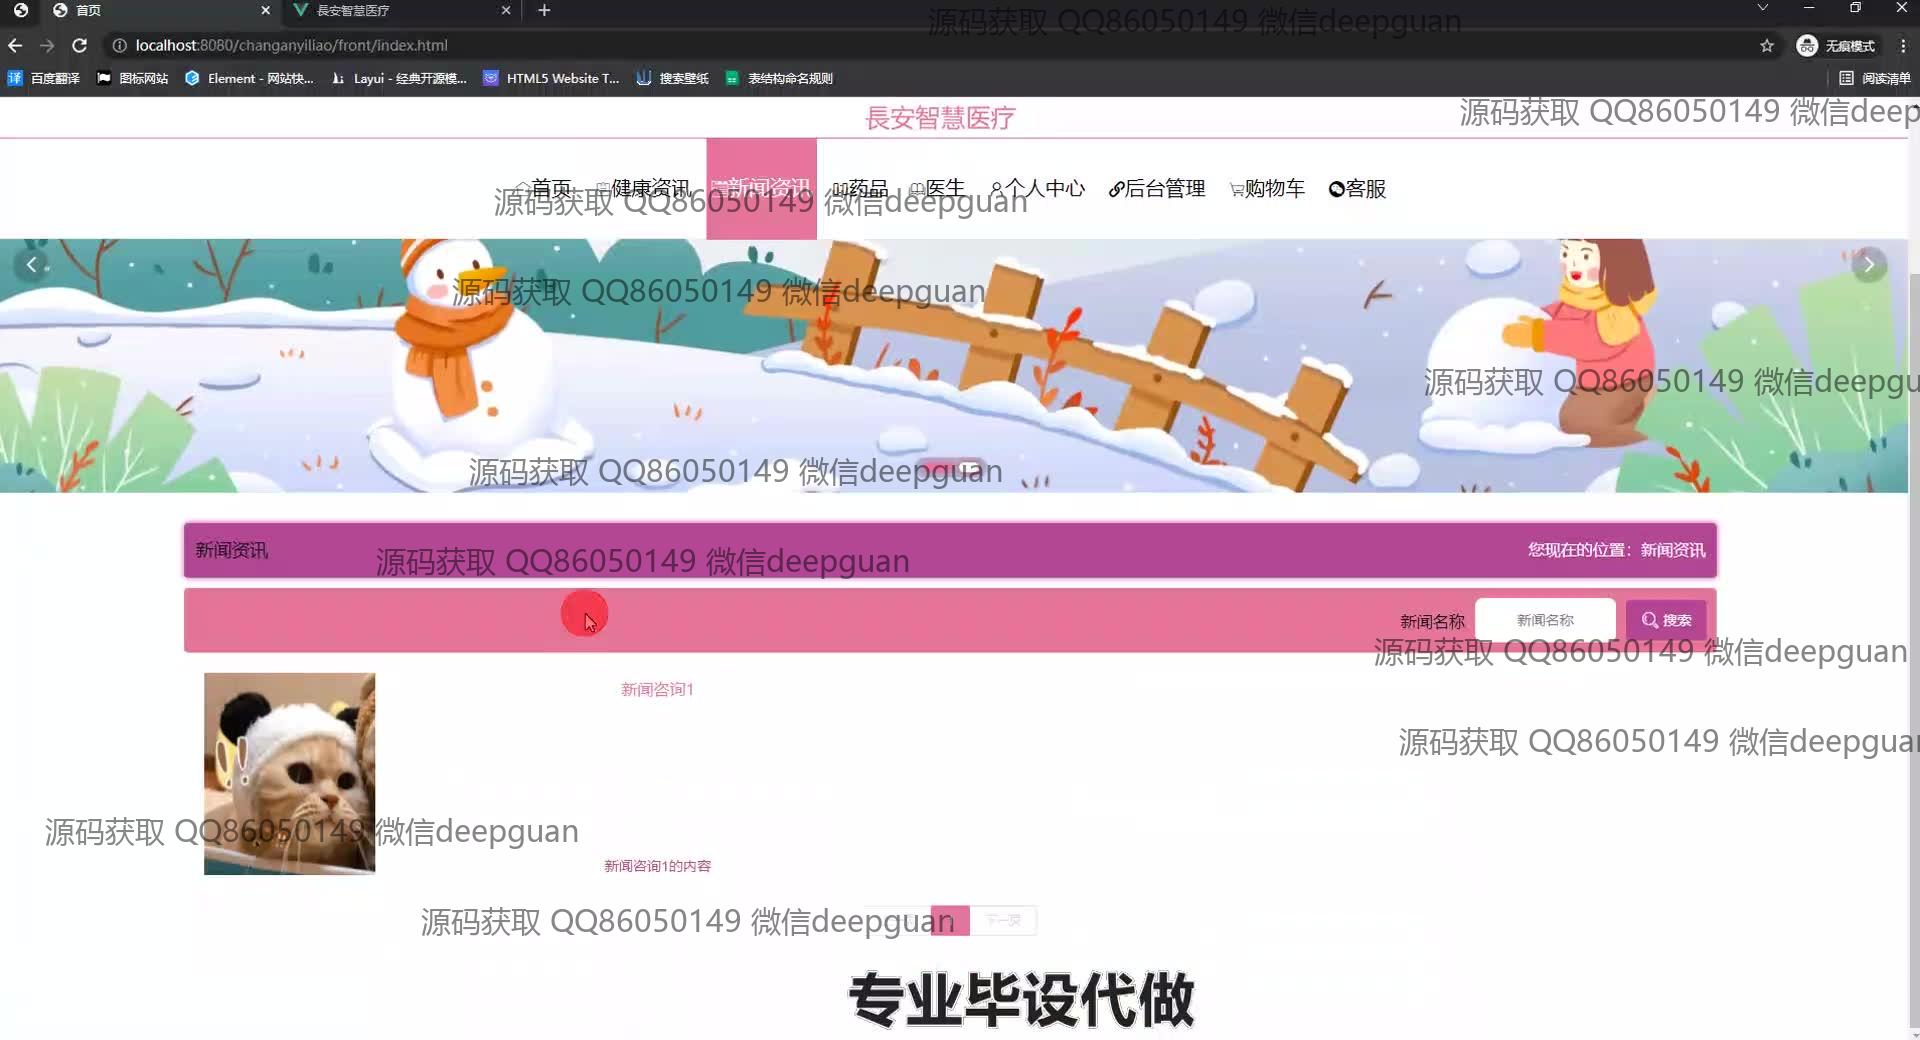 首页
長安智慧医疗
源码获取 QQ86050149 微信deepguan
localhost:8080/changanyiliao/front/index.html
无痕模式
百度翻译
图标网站
Element - 网站快...
Layui - 经典开源模...
HTML5 Website T...
搜索壁纸
表结构命名规则
阅读清单
長安智慧医疗
源码获取 QQ86050149 微信deep
首页
健康资讯
新闻资讯
药品
医生
个人中心
后台管理
购物车
客服
源码获取 QQ86050149 微信deepguan
源码获取 QQ86050149 微信deepguan
源码获取 QQ86050149 微信deepgu
源码获取 QQ86050149 微信deepguan
新闻资讯
源码获取 QQ86050149 微信deepguan
您现在的位置：新闻资讯
新闻名称
新闻名称
搜索
源码获取 QQ86050149 微信deepguan
新闻咨询1
源码获取 QQ86050149 微信deepguan
源码获取 QQ86050149 微信deepguan
新闻咨询1的内容
源码获取 QQ86050149 微信deepguan
下一页
专业毕设代做